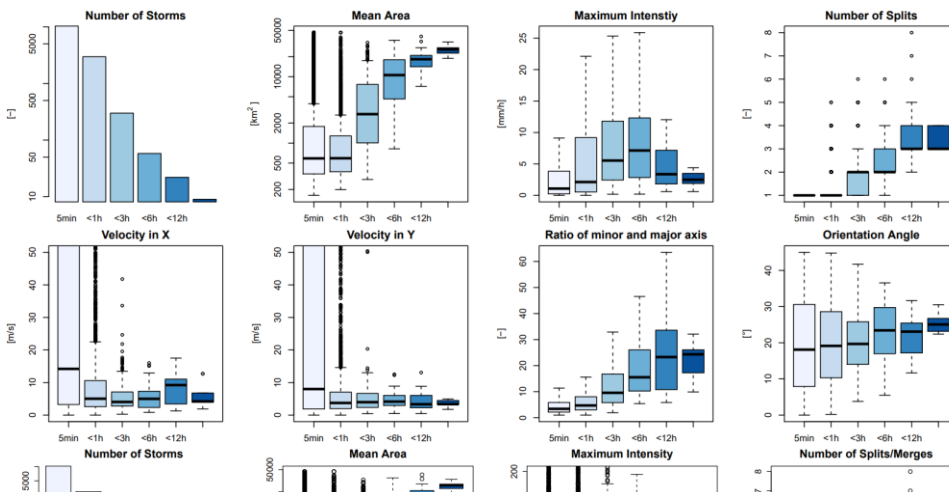 Number of Storms
[−]
5000
500
50
10
5min <1h <3h <6h <12h
Mean Area
[km² ]
50000
10000
2000
500
200
5min <1h <3h <6h <12h
Maximum Intenstiy
[mm/h]
25
20
15
10
5
0
5min <1h <3h <6h <12h
Number of Splits
[−]
8
7
6
5
4
3
2
1
5min <1h <3h <6h <12h
Velocity in X
[m/s]
50
40
30
20
10
0
5min <1h <3h <6h <12h
Velocity in Y
[m/s]
50
40
30
20
10
0
5min <1h <3h <6h <12h
Ratio of minor and major axis
[−]
60
50
40
30
20
10
0
5min <1h <3h <6h <12h
Orientation Angle
[°]
40
30
20
10
0
5min <1h <3h <6h <12h
Number of Storms
5000
Mean Area
50000
Maximum Intensity
200
Number of Splits/Merges
8
7